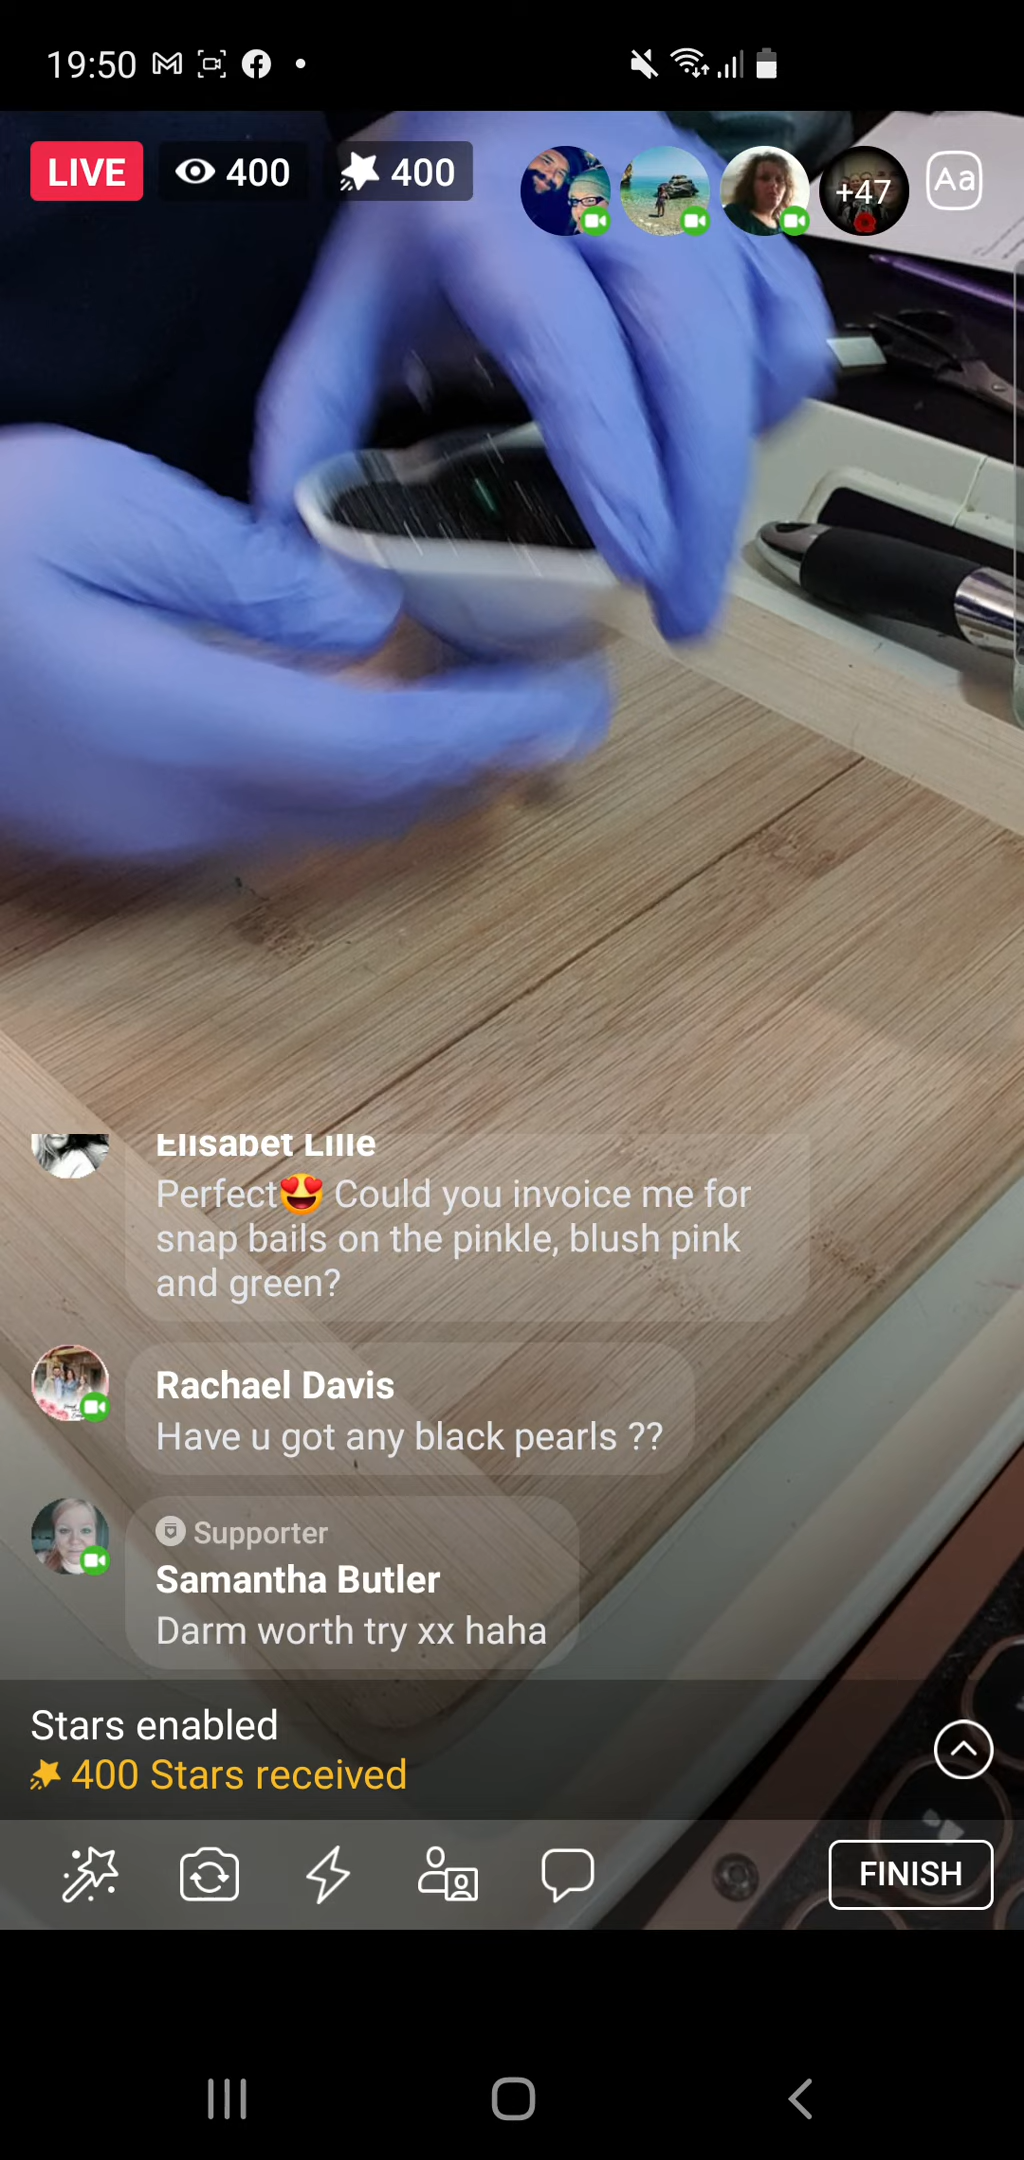 19:50
LIVE 400 400 +47 Aa
Elisabet Lille
Perfect😍 Could you invoice me for
snap bails on the pinkle, blush pink
and green?
Rachael Davis
Have u got any black pearls ??
Supporter
Samantha Butler
Darm worth try xx haha
Stars enabled
400 Stars received
FINISH